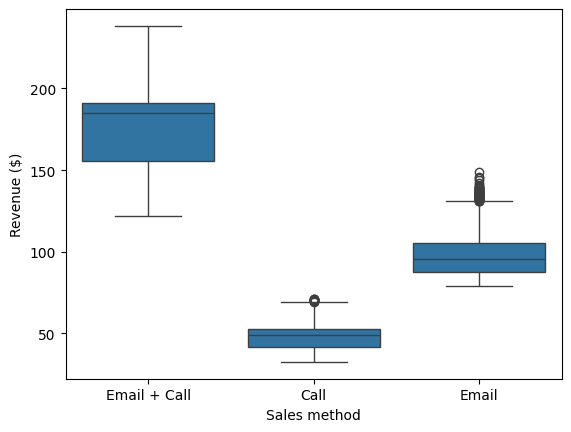 Revenue ($)
200
150
100
50
Email + Call
Call
Email
Sales method